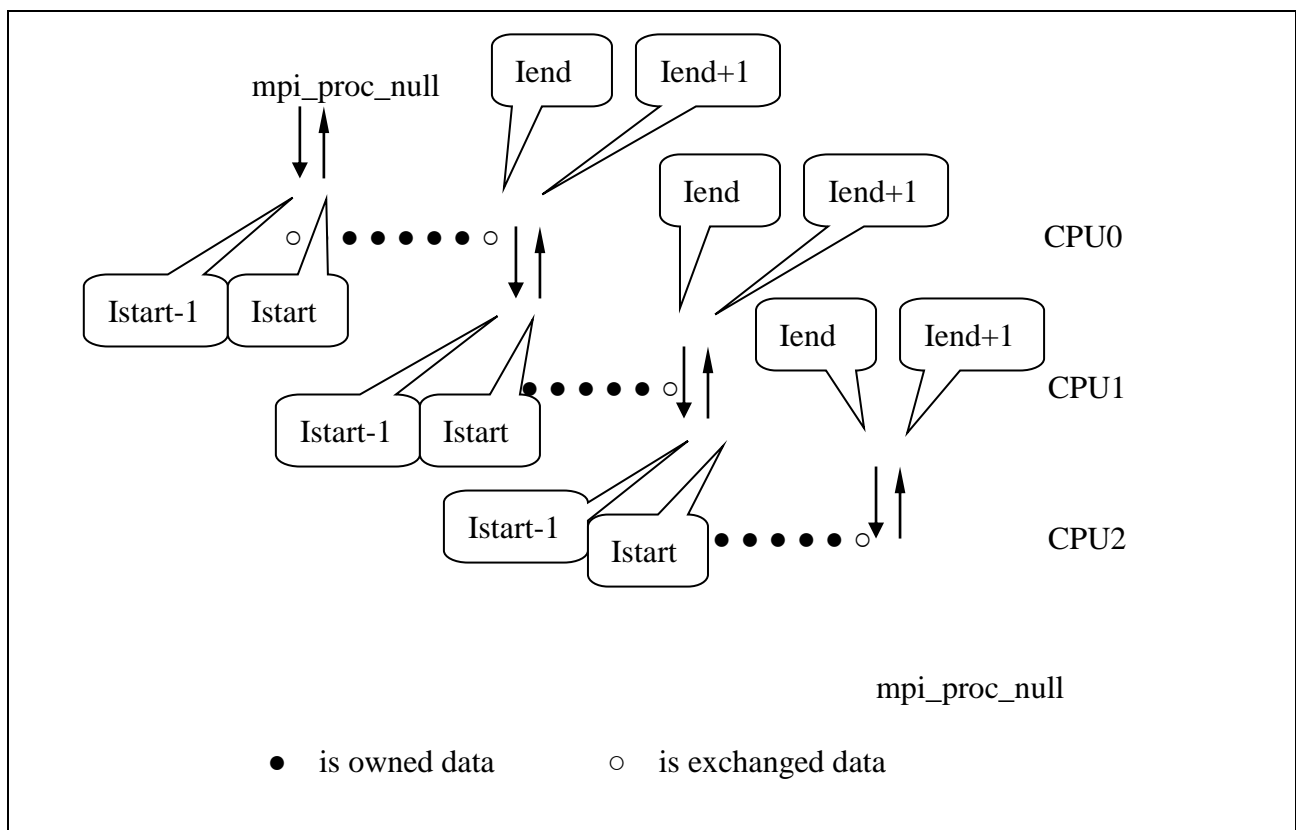 mpi_proc_null
Iend
Iend+1
Iend
Iend+1
CPU0
Istart-1
Istart
Iend
Iend+1
CPU1
Istart-1
Istart
Istart-1
Istart
CPU2
mpi_proc_null
● is owned data
○ is exchanged data